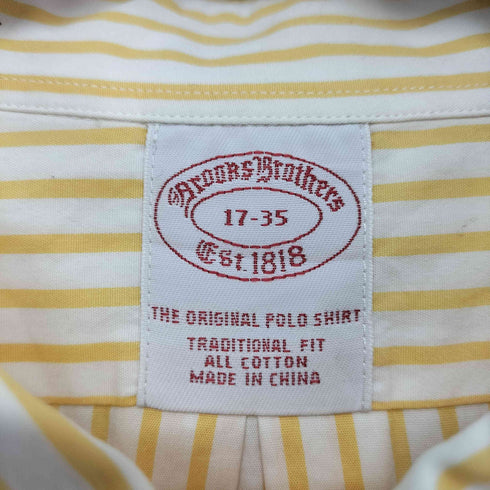 Brooks Brothers
17-35
Est. 1818
THE ORIGINAL POLO SHIRT
TRADITIONAL FIT
ALL COTTON
MADE IN CHINA